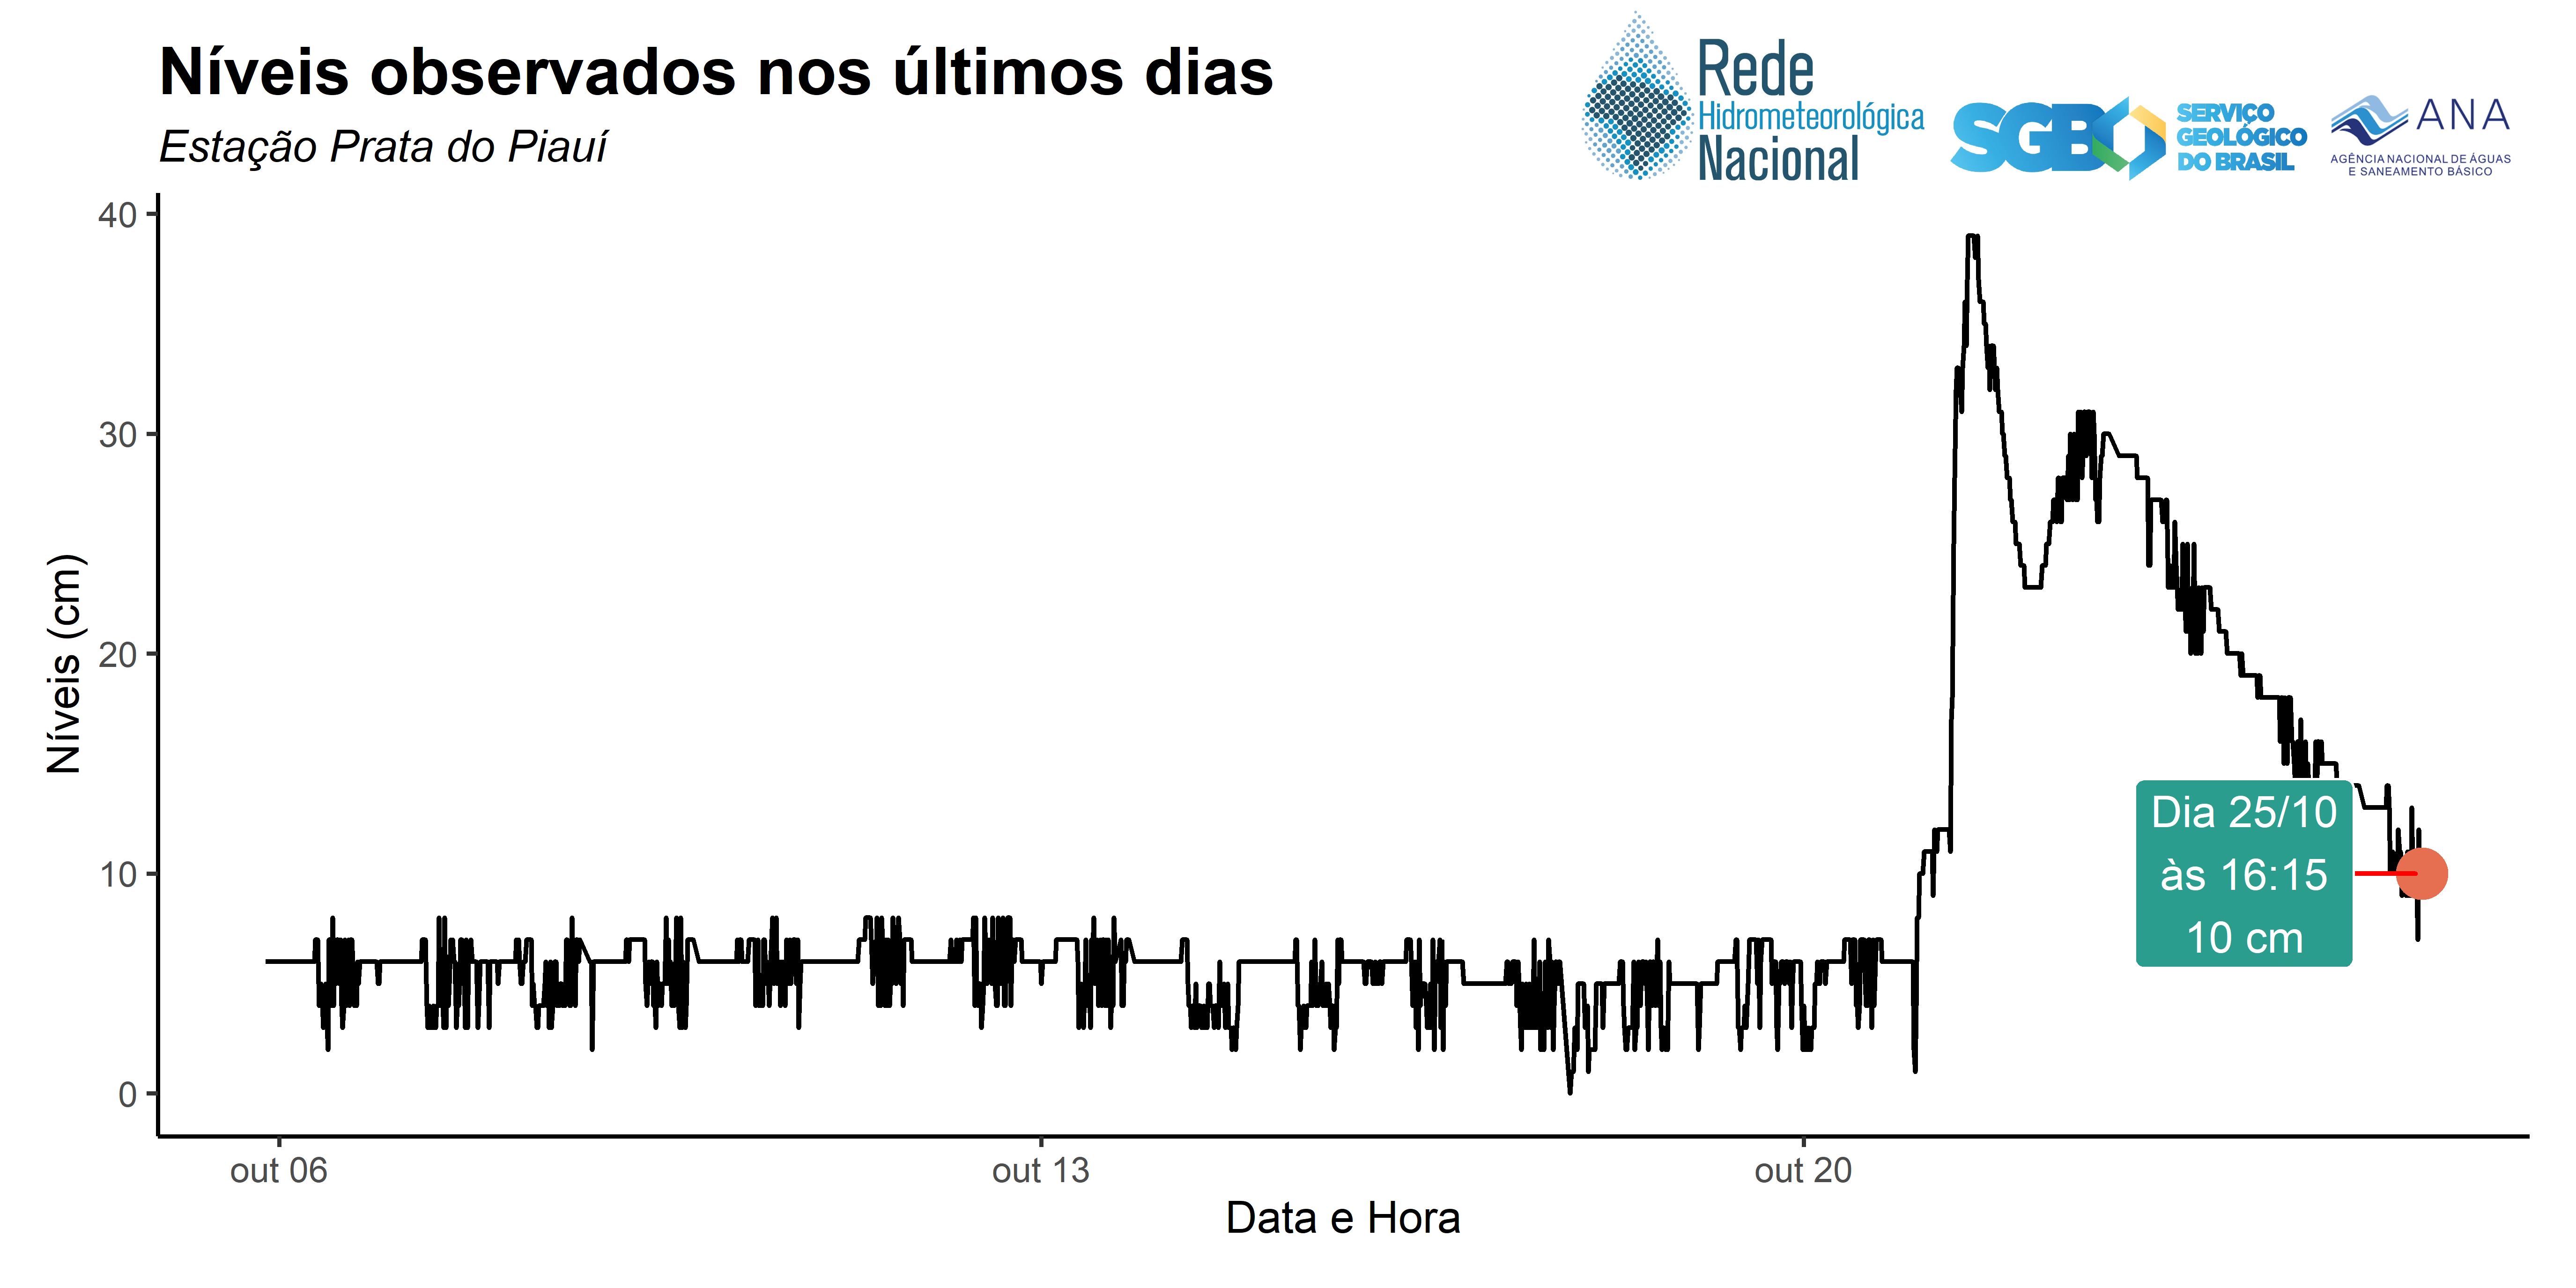 Níveis observados nos últimos dias
Estação Prata do Piauí
Rede
Hidrometeorológica
Nacional
SGB
SERVIÇO
GEOLÓGICO
DO BRASIL
ANA
AGÊNCIA NACIONAL DE ÁGUAS
E SANEAMENTO BÁSICO
Níveis (cm)
40
30
20
10
0
Dia 25/10
às 16:15
10 cm
out 06
out 13
out 20
Data e Hora